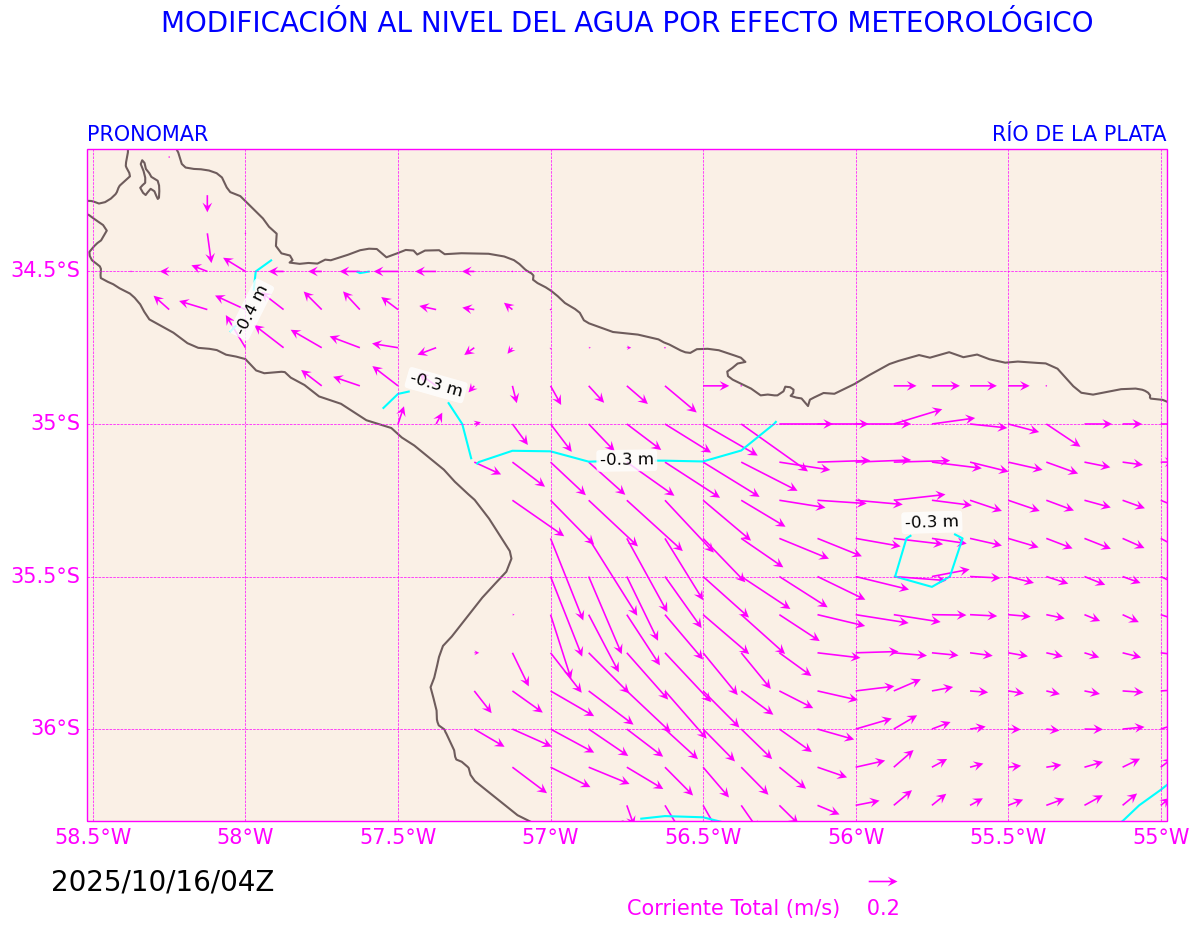 MODIFICACIÓN AL NIVEL DEL AGUA POR EFECTO METEOROLÓGICO
PRONOMAR
RÍO DE LA PLATA
34.5°S
-0.4 m
-0.3 m
35°S
-0.3 m
-0.3 m
35.5°S
36°S
58.5°W 58°W 57.5°W 57°W 56.5°W 56°W 55.5°W 55°W
2025/10/16/04Z
Corriente Total (m/s) 0.2